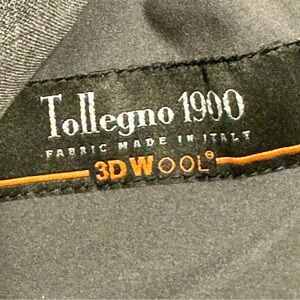 Tollegno 1900
FABRIC MADE IN ITALY
3D WOOL®